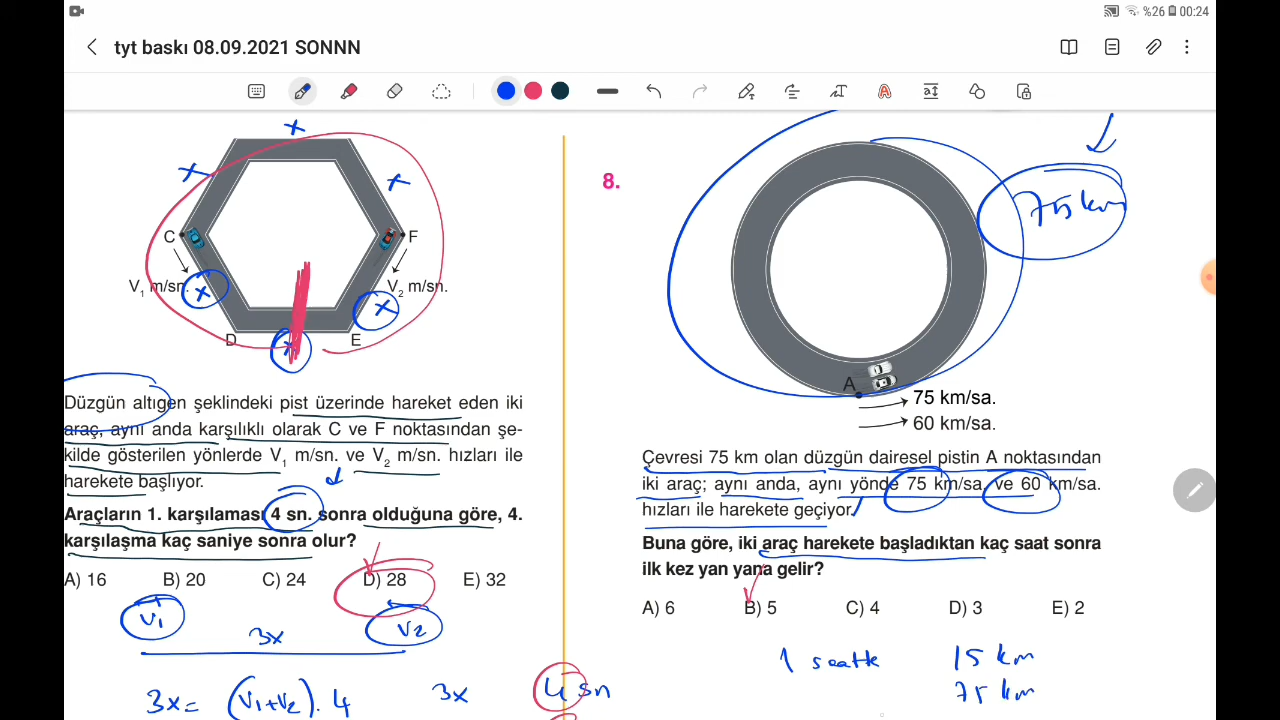 %26 00:24
tyt baskı 08.09.2021 SONNN
x
x
x
C
F
V1 m/sn.
V2 m/sn.
x
x
x
D
E
Düzgün altıgen şeklindeki pist üzerinde hareket eden iki
araç, aynı anda karşılıklı olarak C ve F noktasından şe-
kilde gösterilen yönlerde V1 m/sn. ve V2 m/sn. hızları ile
harekete başlıyor.
Araçların 1. karşılaması 4 sn. sonra olduğuna göre, 4.
karşılaşma kaç saniye sonra olur?
A) 16 B) 20 C) 24 D) 28 E) 32
V1
3x
V2
3x = (V1+V2) . 4
3x
4 sn
8.
75 km
A
75 km/sa.
60 km/sa.
Çevresi 75 km olan düzgün dairesel pistin A noktasından
iki araç; aynı anda, aynı yönde 75 km/sa. ve 60 km/sa.
hızları ile harekete geçiyor.
Buna göre, iki araç harekete başladıktan kaç saat sonra
ilk kez yan yana gelir?
A) 6 B) 5 C) 4 D) 3 E) 2
1 saatte 15 km
75 km